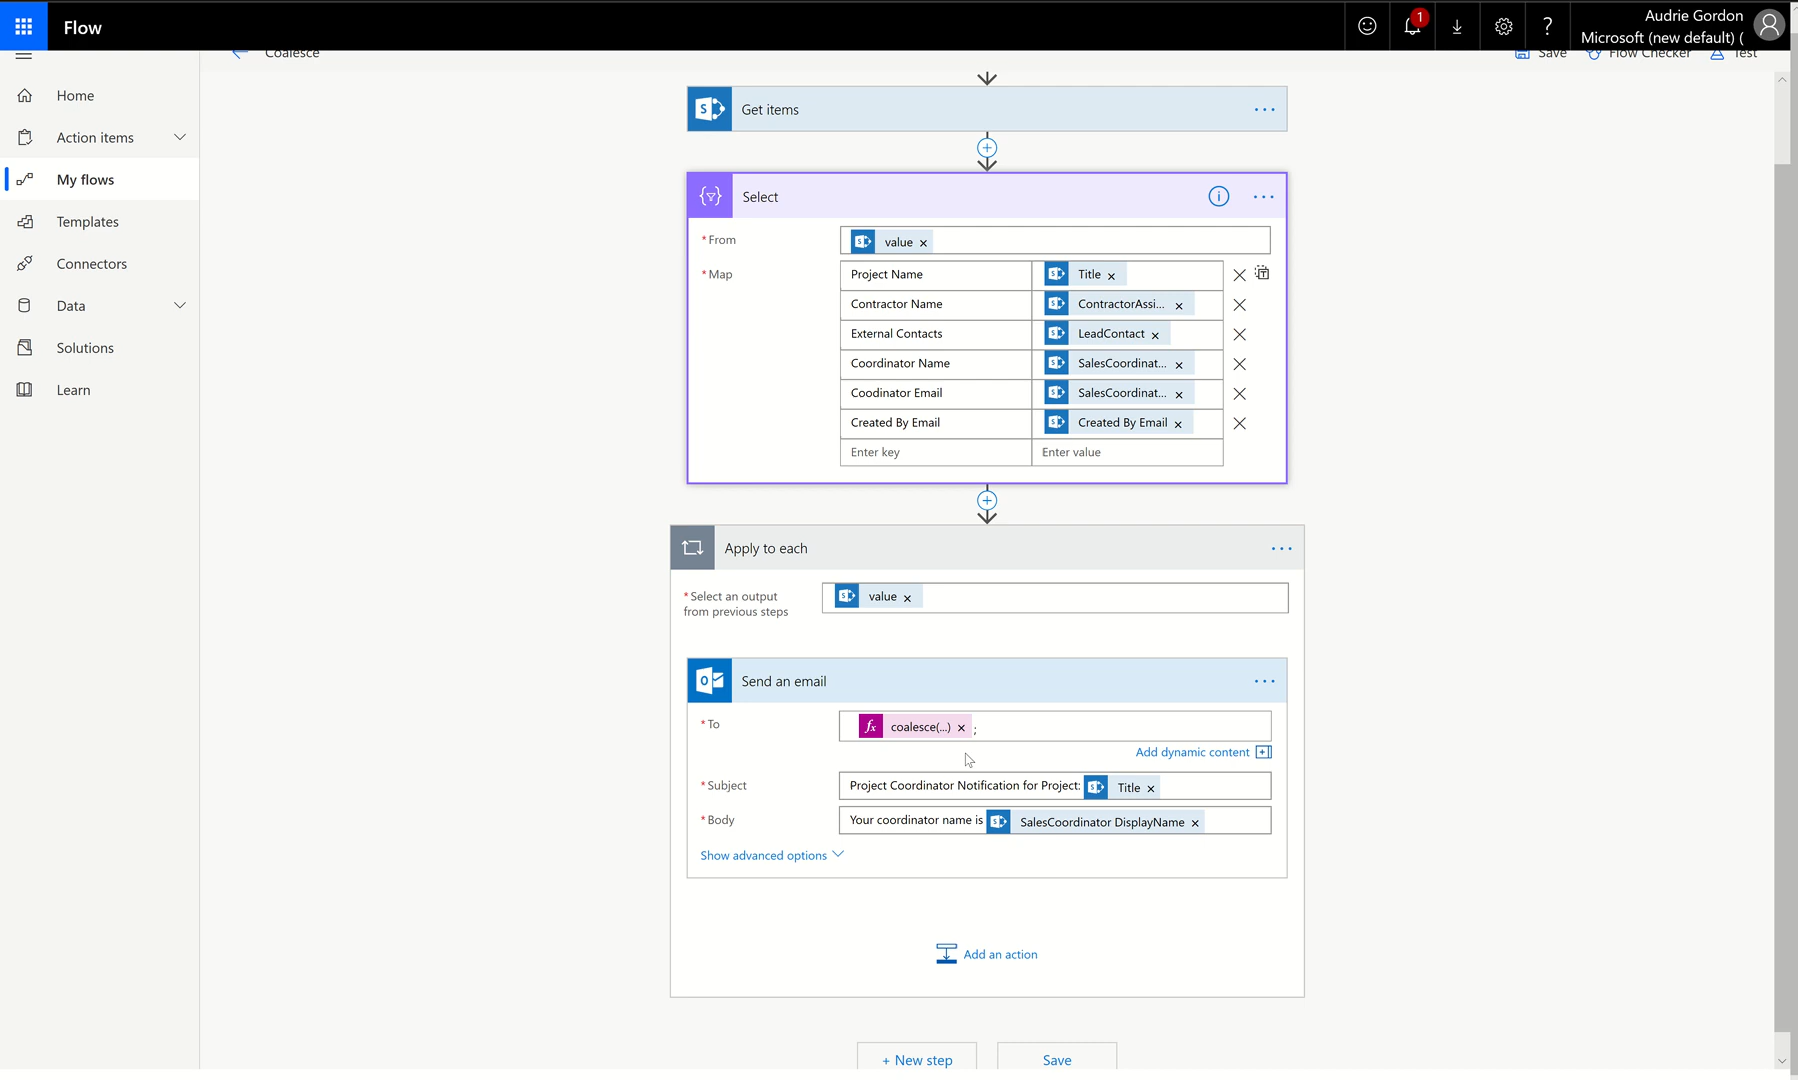 Flow
1
?
Audrie Gordon
Microsoft (new default) (
Coalesce
Save
Flow Checker
Test
Home
Action items
My flows
Templates
Connectors
Data
Solutions
Learn
Get items
Select
* From
value
* Map
Project Name
Title
Contractor Name
ContractorAssi...
External Contacts
LeadContact
Coordinator Name
SalesCoordinat...
Coodinator Email
SalesCoordinat...
Created By Email
Created By Email
Enter key
Enter value
Apply to each
* Select an output
from previous steps
value
Send an email
* To
fx coalesce(...) ;
Add dynamic content
* Subject
Project Coordinator Notification for Project: Title
* Body
Your coordinator name is SalesCoordinator DisplayName
Show advanced options
Add an action
+ New step
Save